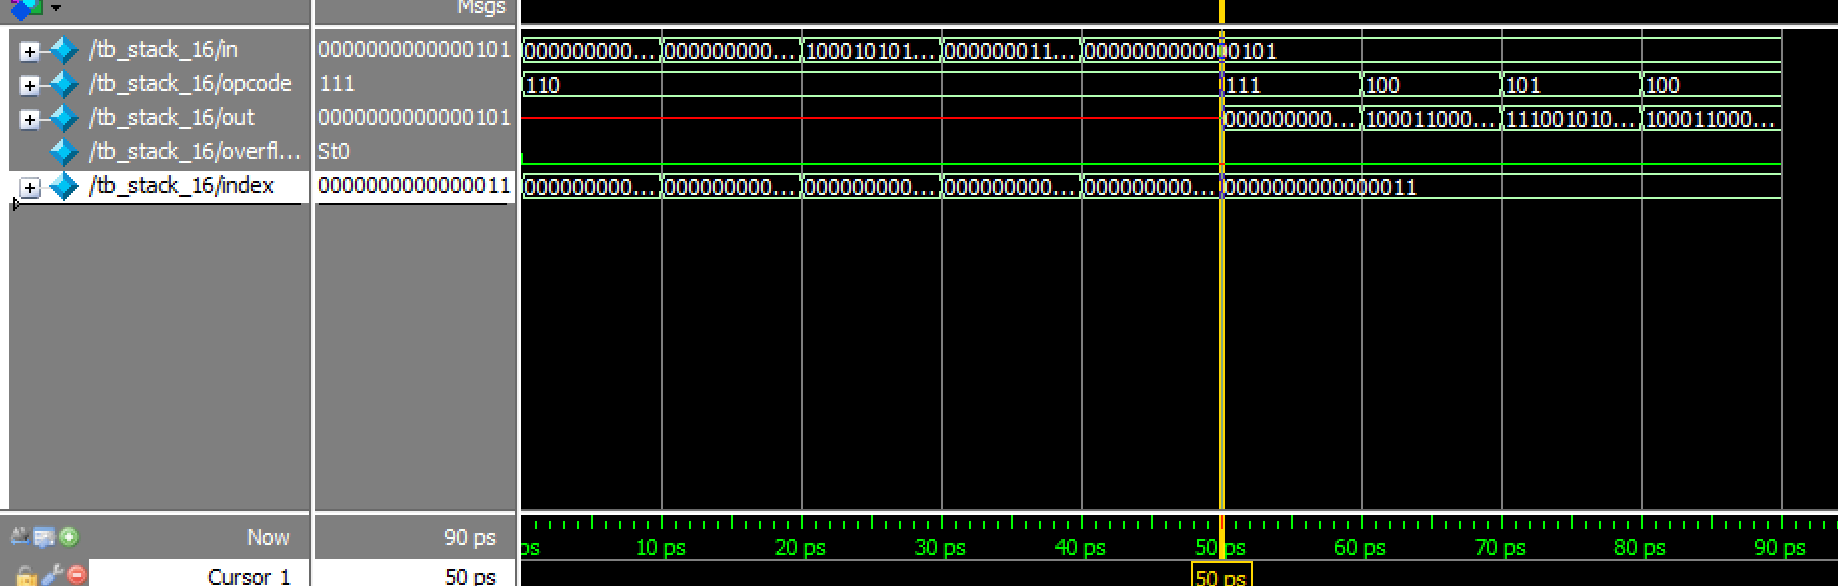 Msgs
/tb_stack_16/in 0000000000000101 000000000... 000000000... 100010101... 000000011... 0000000000000101
/tb_stack_16/opcode 111 110 111 100 101 100
/tb_stack_16/out 0000000000000101 000000000... 100011000... 111001010... 100011000...
/tb_stack_16/overfl... St0
/tb_stack_16/index 0000000000000011 000000000... 000000000... 000000000... 000000000... 000000000... 0000000000000011
Now 90 ps ps 10 ps 20 ps 30 ps 40 ps 50 ps 60 ps 70 ps 80 ps 90 ps
Cursor 1 50 ps 50 ps